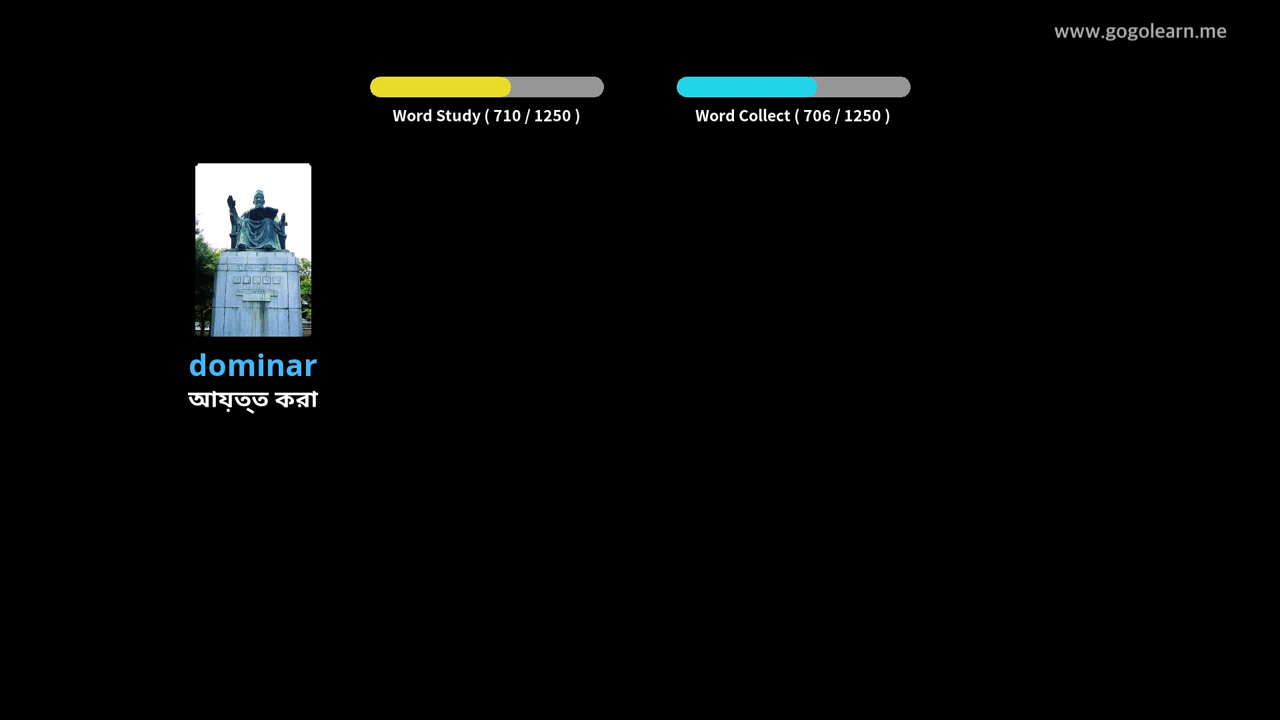 www.gogolearn.me
Word Study ( 710 / 1250 )
Word Collect ( 706 / 1250 )
dominar
আয়ত্ত করা